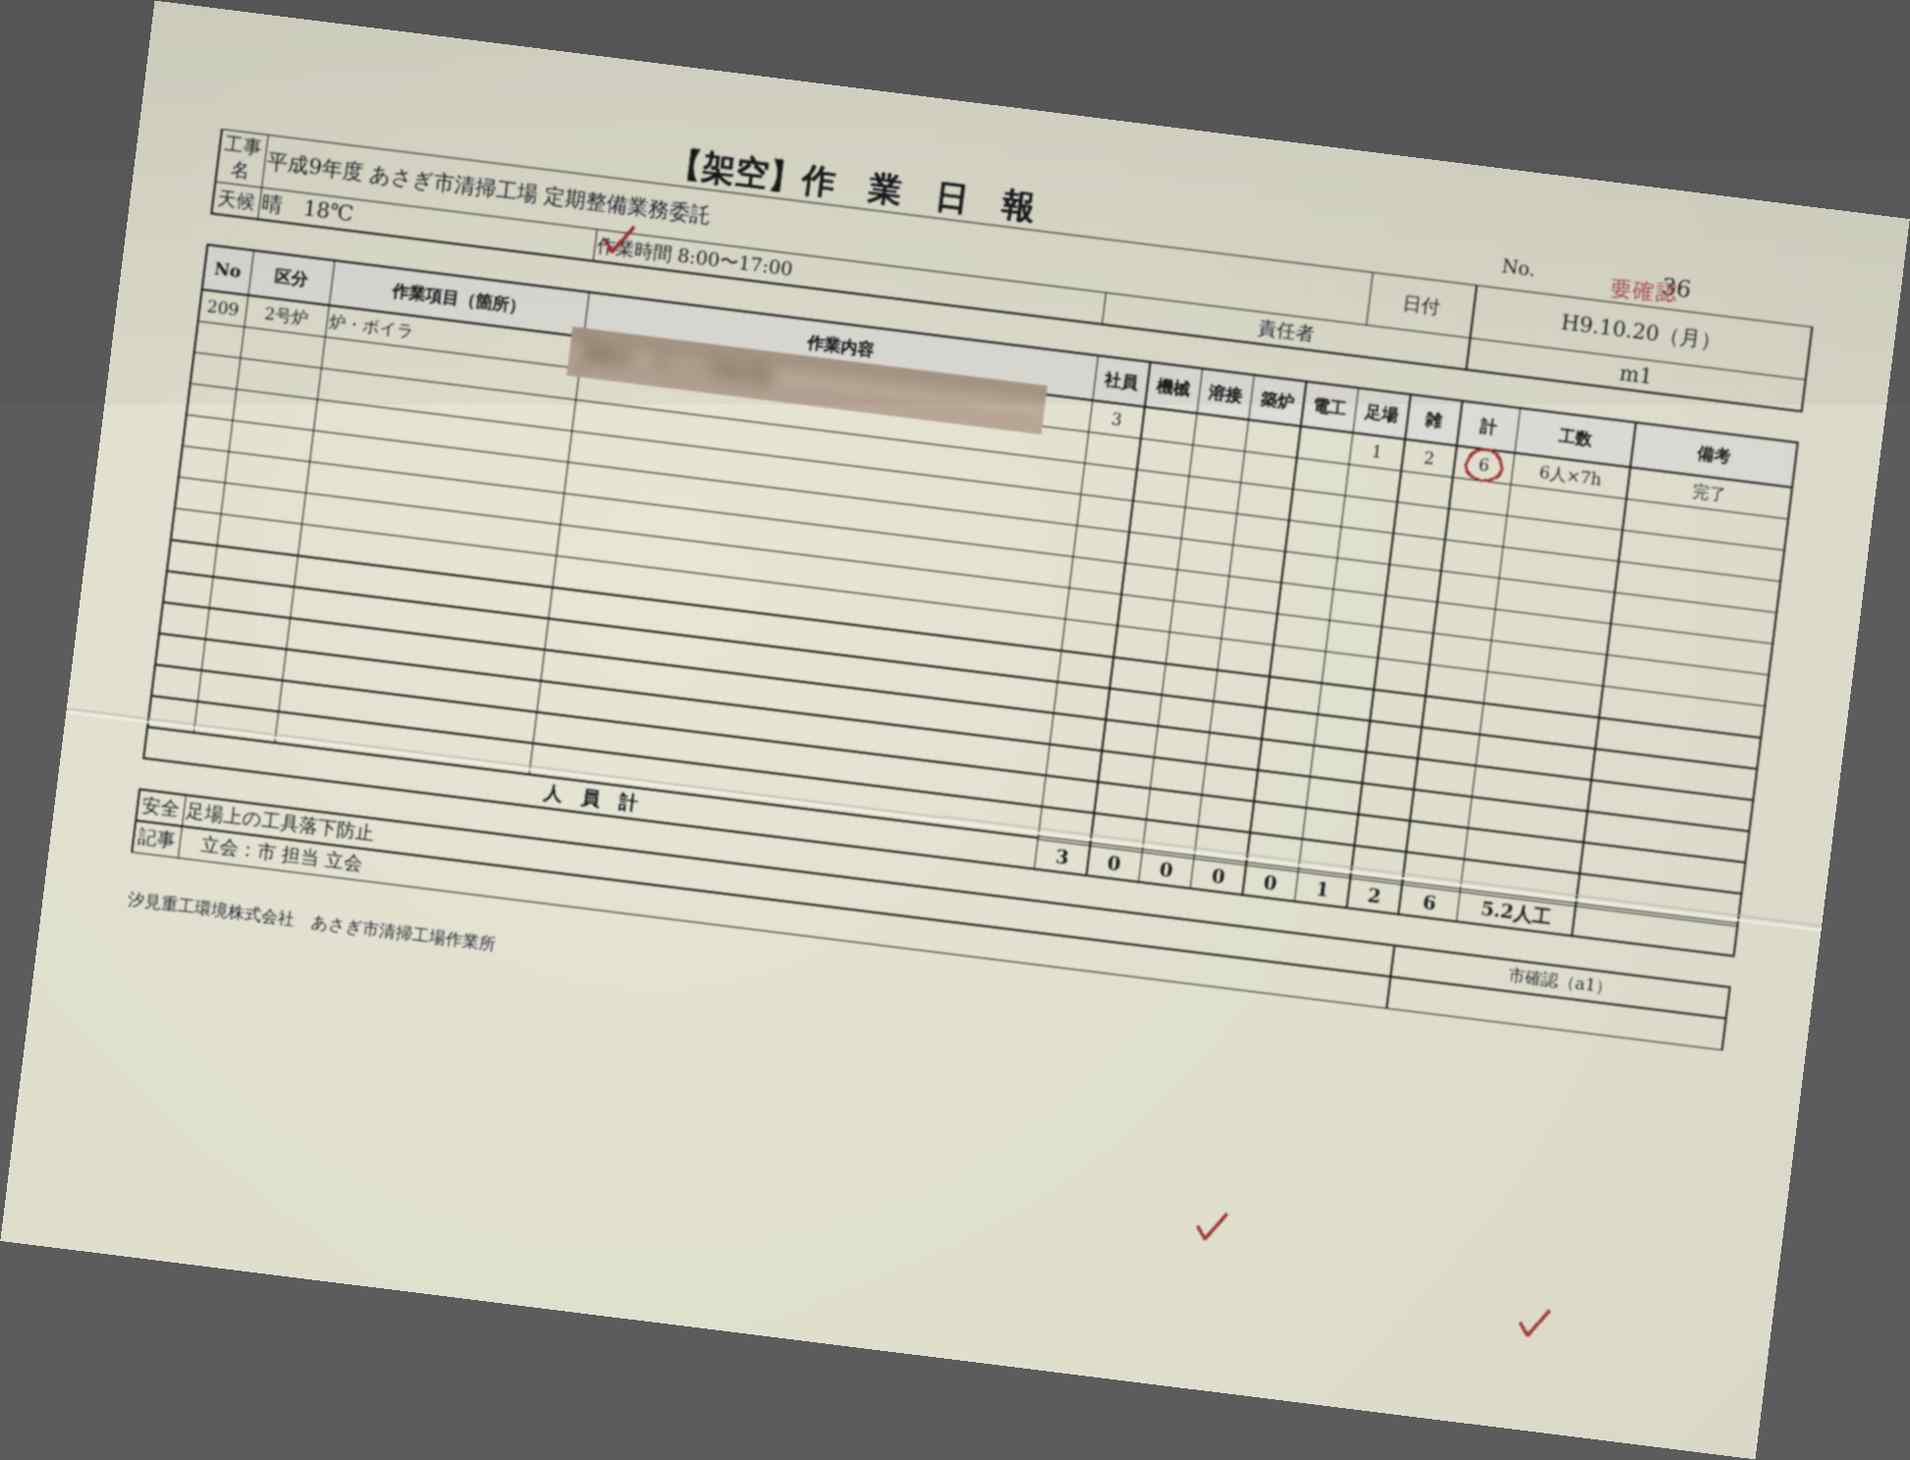 【架空】作 業 日 報
No. 36
要確認
工事名 平成9年度 あさぎ市清掃工場 定期整備業務委託 日付 H9.10.20（月）
天候 晴 18℃ 作業時間 8:00〜17:00 責任者 m1
No 区分 作業項目（箇所） 作業内容 社員 機械 溶接 築炉 電工 足場 雑 計 工数 備考
209 2号炉 炉・ボイラ 3 1 2 6 6人×7h 完了
人 員 計 3 0 0 0 0 1 2 6 5.2人工
安全 足場上の工具落下防止 市確認（a1）
記事 立会：市 担当 立会
汐見重工環境株式会社 あさぎ市清掃工場作業所